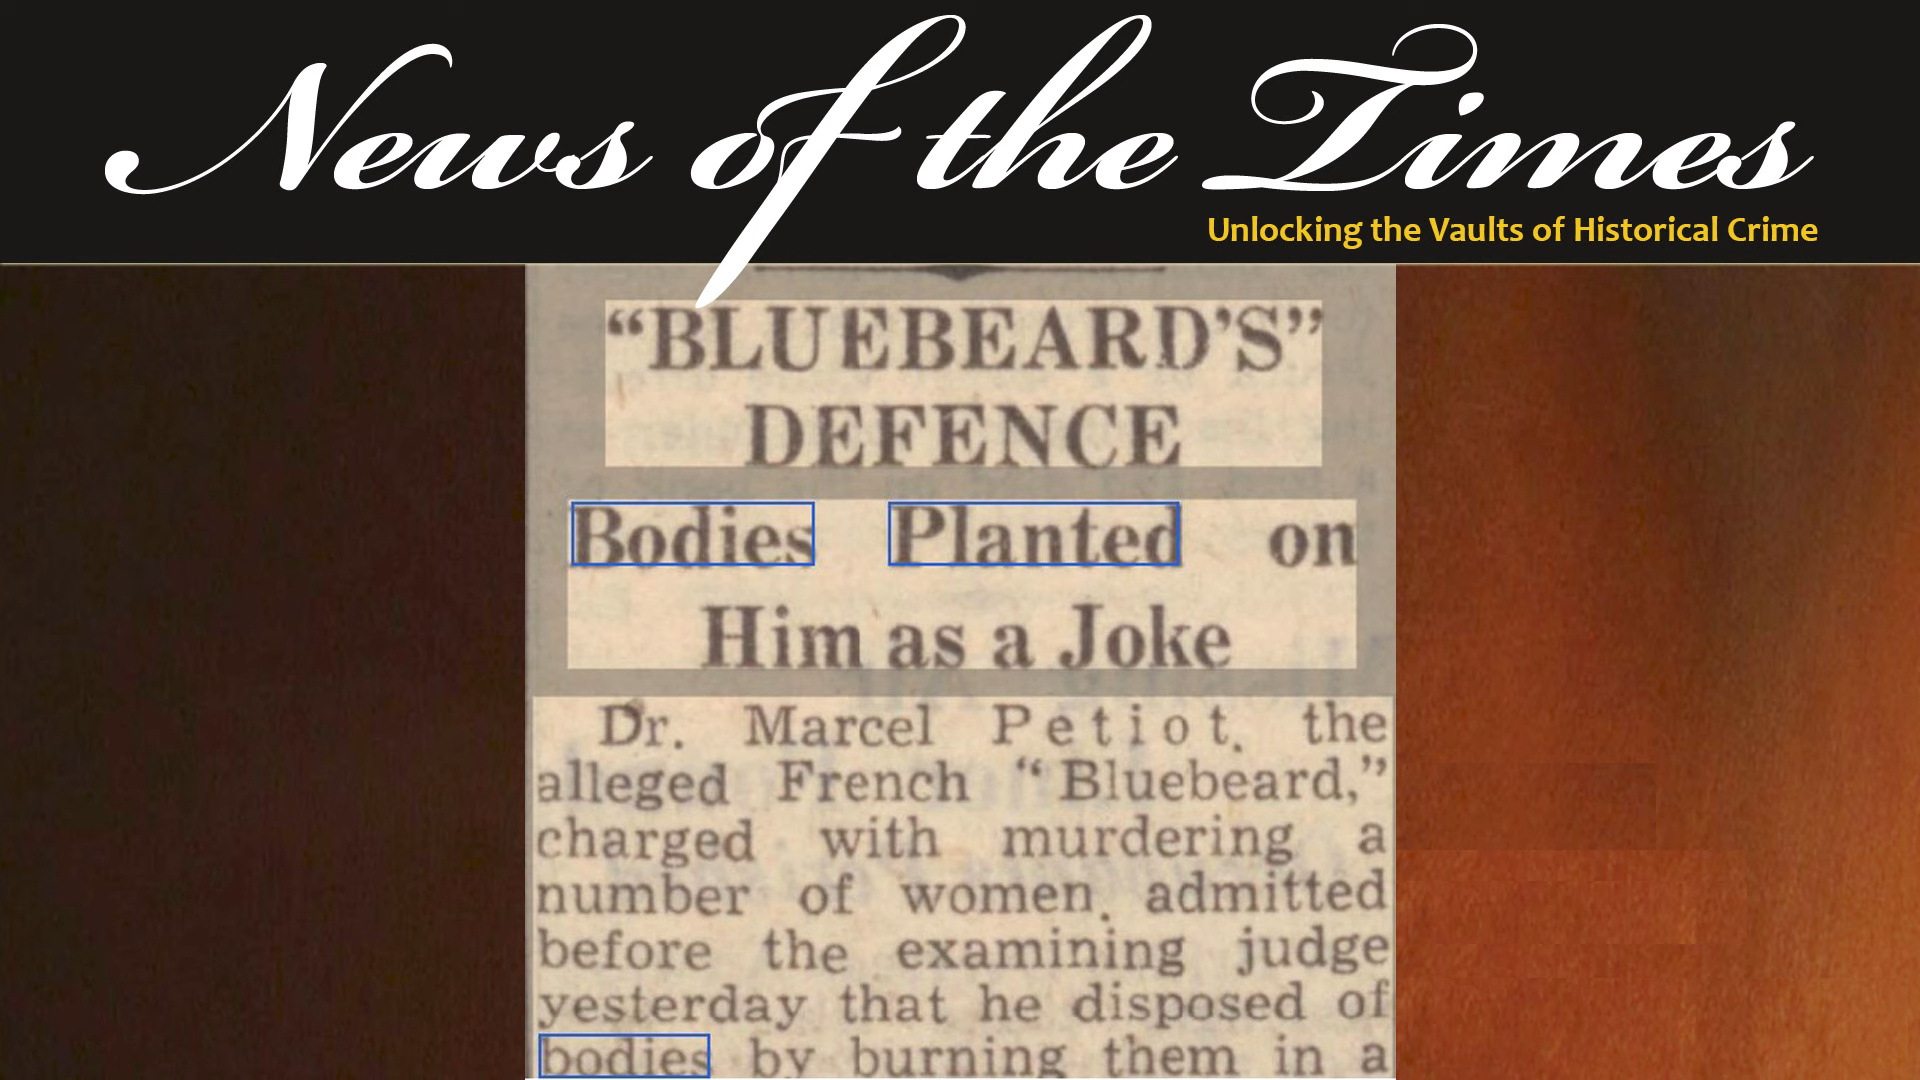 News of the Times
Unlocking the Vaults of Historical Crime
“BLUEBEARD’S”
DEFENCE
Bodies Planted on
Him as a Joke
Dr. Marcel Petiot, the
alleged French “Bluebeard,”
charged with murdering a
number of women, admitted
before the examining judge
yesterday that he disposed of
bodies by burning them in a